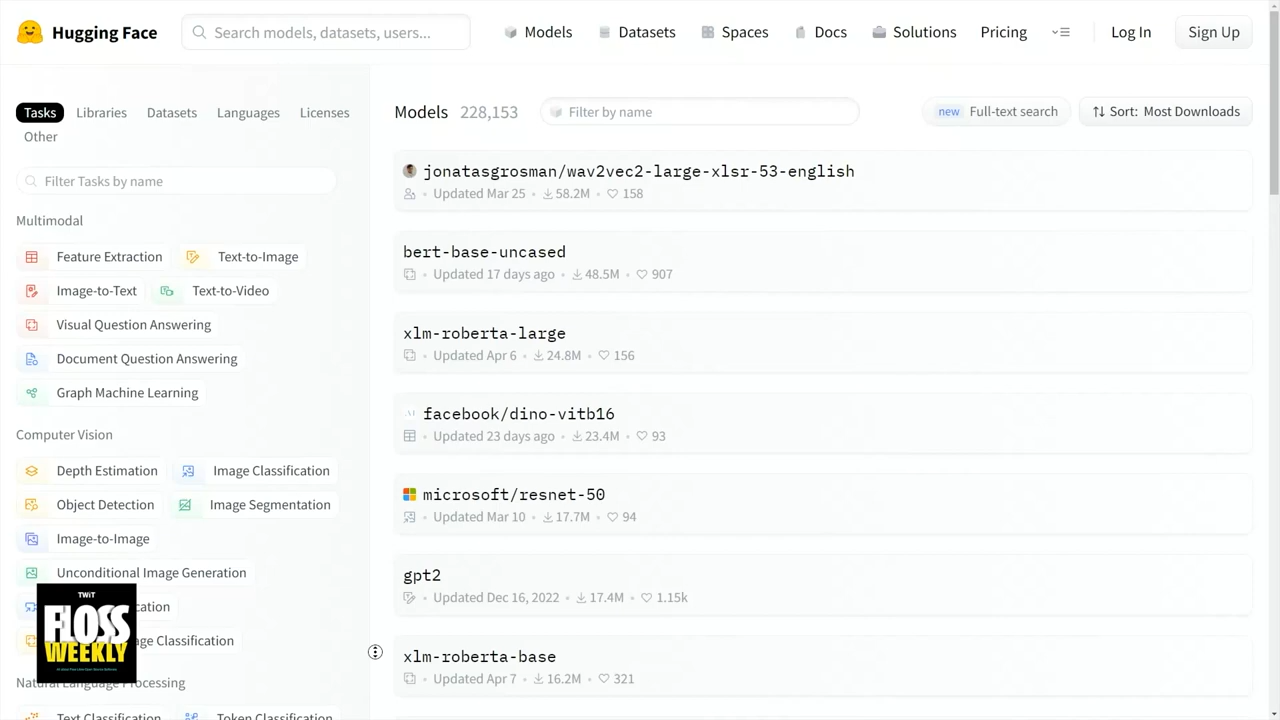 Hugging Face
Search models, datasets, users...
Models
Datasets
Spaces
Docs
Solutions
Pricing
Log In
Sign Up
Tasks
Libraries
Datasets
Languages
Licenses
Other
Filter Tasks by name
Multimodal
Feature Extraction
Text-to-Image
Image-to-Text
Text-to-Video
Visual Question Answering
Document Question Answering
Graph Machine Learning
Computer Vision
Depth Estimation
Image Classification
Object Detection
Image Segmentation
Image-to-Image
Unconditional Image Generation
cation
ge Classification
Natural Language Processing
Text Classification
Token Classification
TWiT
FLOSS
WEEKLY
Models 228,153
Filter by name
new Full-text search
Sort: Most Downloads
jonatasgrosman/wav2vec2-large-xlsr-53-english
• Updated Mar 25 • 58.2M • 158
bert-base-uncased
• Updated 17 days ago • 48.5M • 907
xlm-roberta-large
• Updated Apr 6 • 24.8M • 156
facebook/dino-vitb16
• Updated 23 days ago • 23.4M • 93
microsoft/resnet-50
• Updated Mar 10 • 17.7M • 94
gpt2
• Updated Dec 16, 2022 • 17.4M • 1.15k
xlm-roberta-base
• Updated Apr 7 • 16.2M • 321